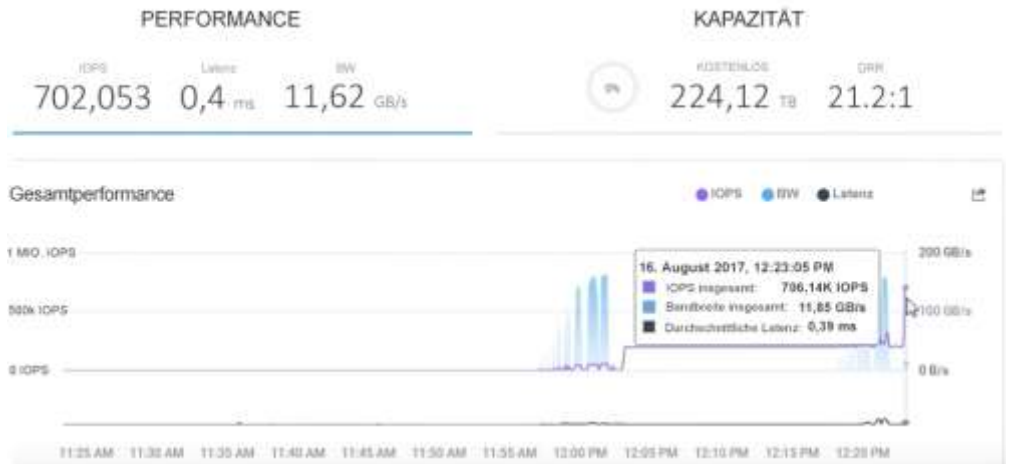 PERFORMANCE
KAPAZITÄT
IOPS Latenz BW
702,053 0,4 ms 11,62 GB/s
0% KOSTENLOS DRR
224,12 TB 21.2:1
Gesamtperformance
IOPS BW Latenz
1 MIO. IOPS
200 GB/s
16. August 2017, 12:23:05 PM
IOPS insgesamt: 706,14K IOPS
Bandbreite insgesamt: 11,85 GB/s
Durchschnittliche Latenz: 0,39 ms
500k IOPS
100 GB/s
0 IOPS
0 B/s
11:25 AM 11:30 AM 11:35 AM 11:40 AM 11:45 AM 11:50 AM 11:55 AM 12:00 PM 12:05 PM 12:10 PM 12:15 PM 12:20 PM